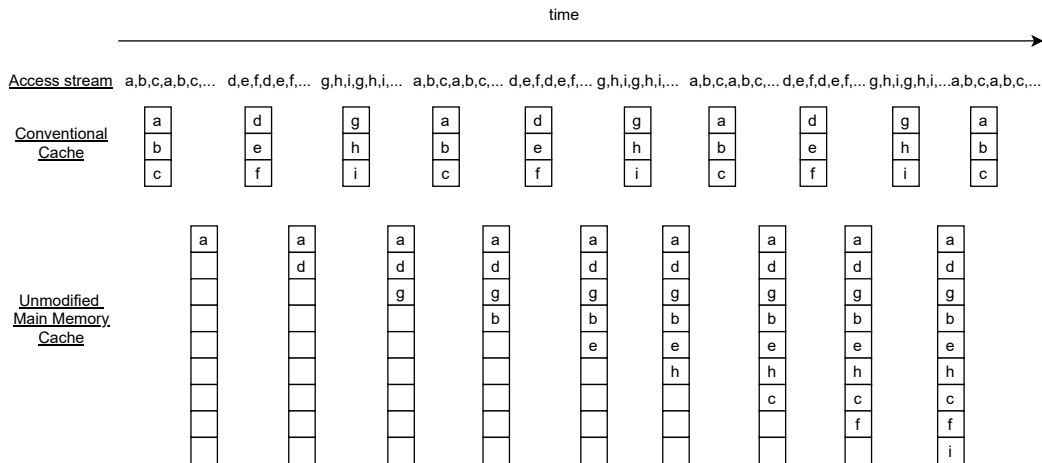 time
Access stream a,b,c,a,b,c,... d,e,f,d,e,f,... g,h,i,g,h,i,... a,b,c,a,b,c,... d,e,f,d,e,f,... g,h,i,g,h,i,... a,b,c,a,b,c,... d,e,f,d,e,f,... g,h,i,g,h,i,...a,b,c,a,b,c,...
Conventional
Cache
a d g a d g a d g a
b e h b e h b e h b
c f i c f i c f i c
Unmodified
Main Memory
Cache
a a a a a a a a a
d d d d d d d d
g g g g g g g
b b b b b b
e e e e e
h h h h
c c c
f f
i